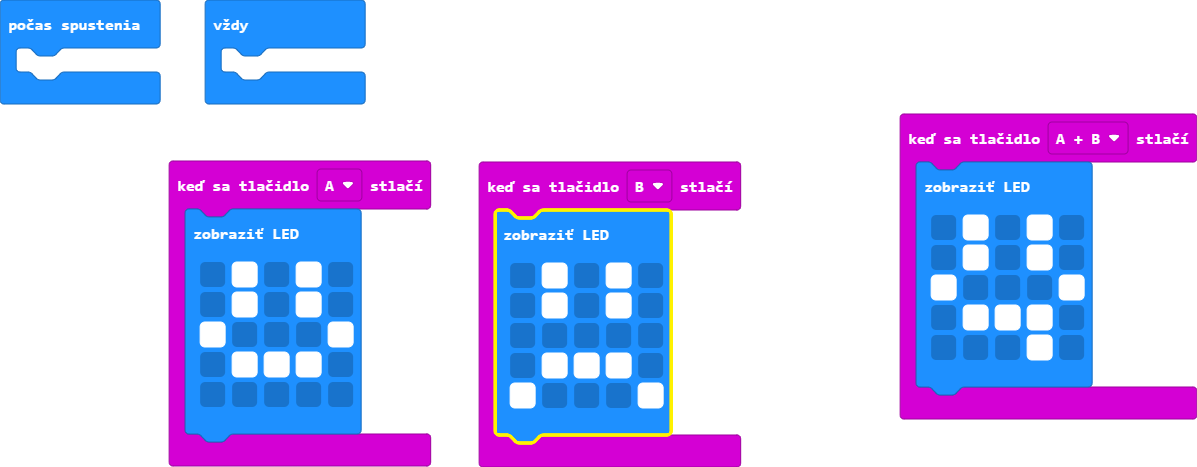 počas spustenia
vždy
keď sa tlačidlo A + B stlačí
zobraziť LED
keď sa tlačidlo A stlačí
zobraziť LED
keď sa tlačidlo B stlačí
zobraziť LED